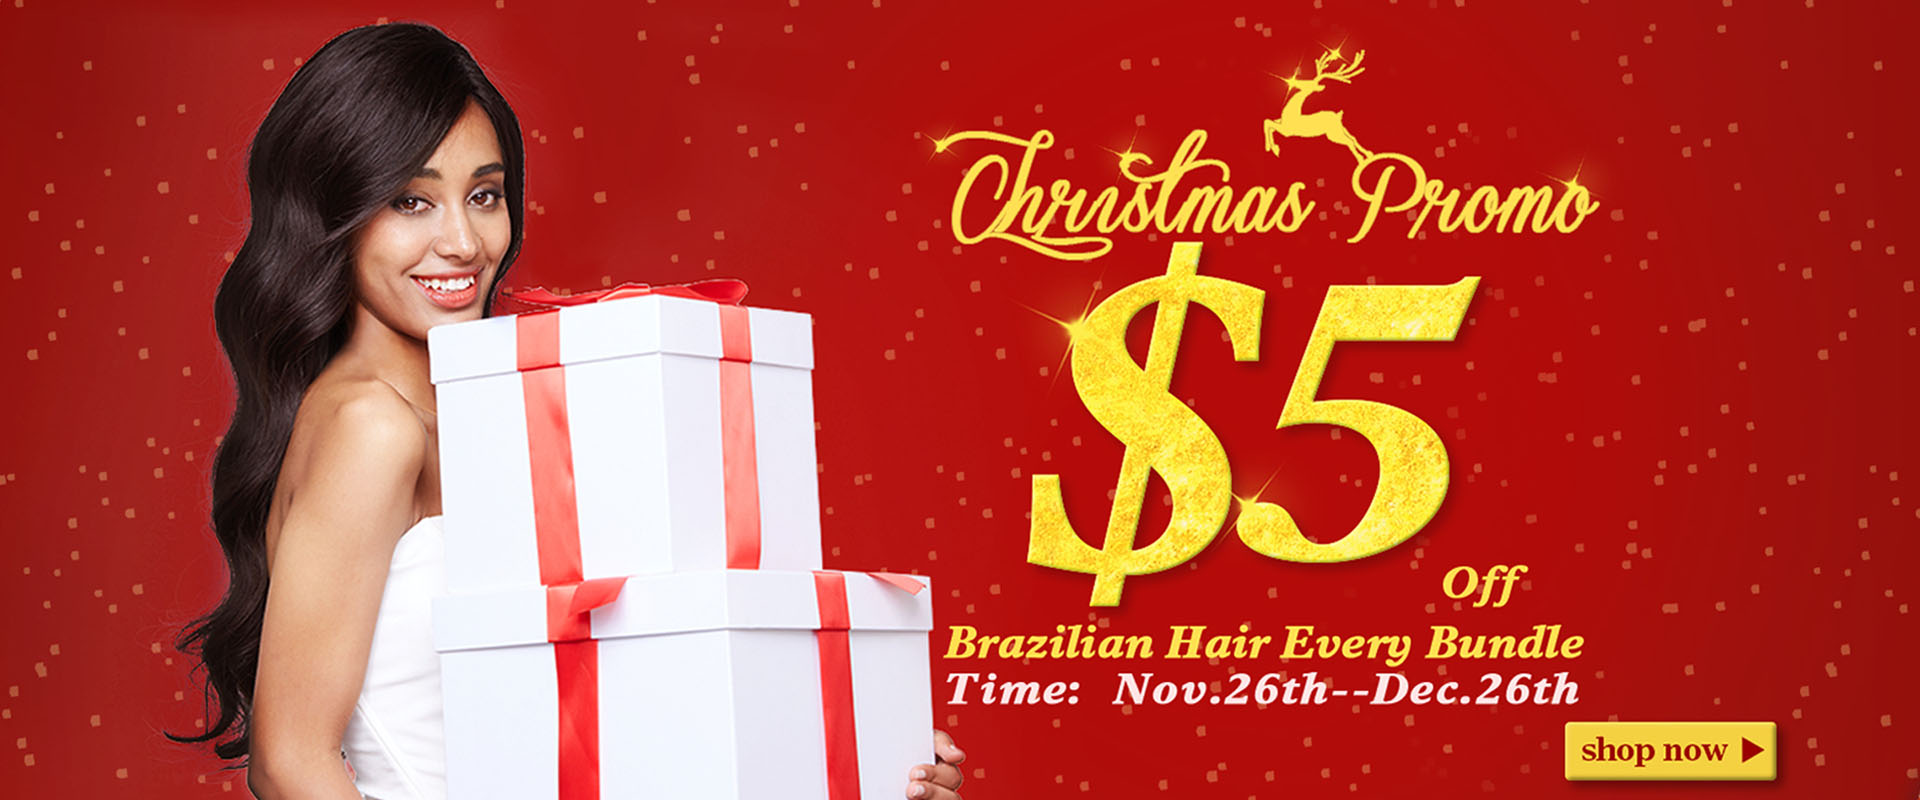 Christmas Promo
$5
Off
Brazilian Hair Every Bundle
Time: Nov.26th--Dec.26th
shop now